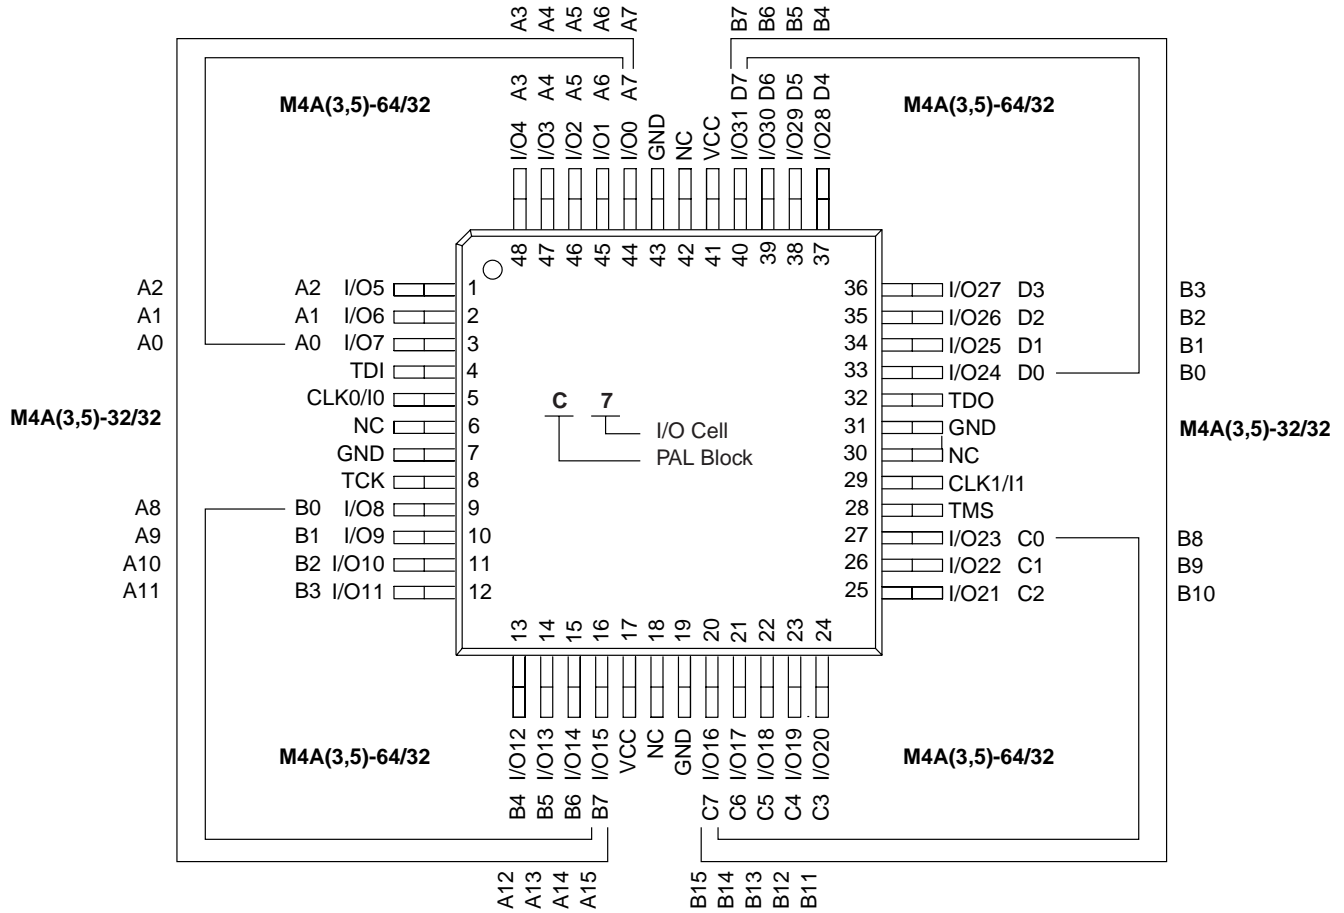 A3 A4 A5 A6 A7
B7 B6 B5 B4
M4A(3,5)-64/32
A3 A4 A5 A6 A7
D7 D6 D5 D4
M4A(3,5)-64/32
I/O4 I/O3 I/O2 I/O1 I/O0 GND NC VCC I/O31 I/O30 I/O29 I/O28
48 47 46 45 44 43 42 41 40 39 38 37
A2 A2 I/O5 1
A1 A1 I/O6 2
A0 A0 I/O7 3
TDI 4
CLK0/I0 5
M4A(3,5)-32/32
NC 6
GND 7
TCK 8
A8 B0 I/O8 9
A9 B1 I/O9 10
A10 B2 I/O10 11
A11 B3 I/O11 12
C 7
I/O Cell
PAL Block
36 I/O27 D3 B3
35 I/O26 D2 B2
34 I/O25 D1 B1
33 I/O24 D0 B0
32 TDO
31 GND
M4A(3,5)-32/32
30 NC
29 CLK1/I1
28 TMS
27 I/O23 C0 B8
26 I/O22 C1 B9
25 I/O21 C2 B10
13 14 15 16 17 18 19 20 21 22 23 24
I/O12 I/O13 I/O14 I/O15 VCC NC GND I/O16 I/O17 I/O18 I/O19 I/O20
M4A(3,5)-64/32
M4A(3,5)-64/32
B4 B5 B6 B7
C7 C6 C5 C4 C3
A12 A13 A14 A15
B15 B14 B13 B12 B11